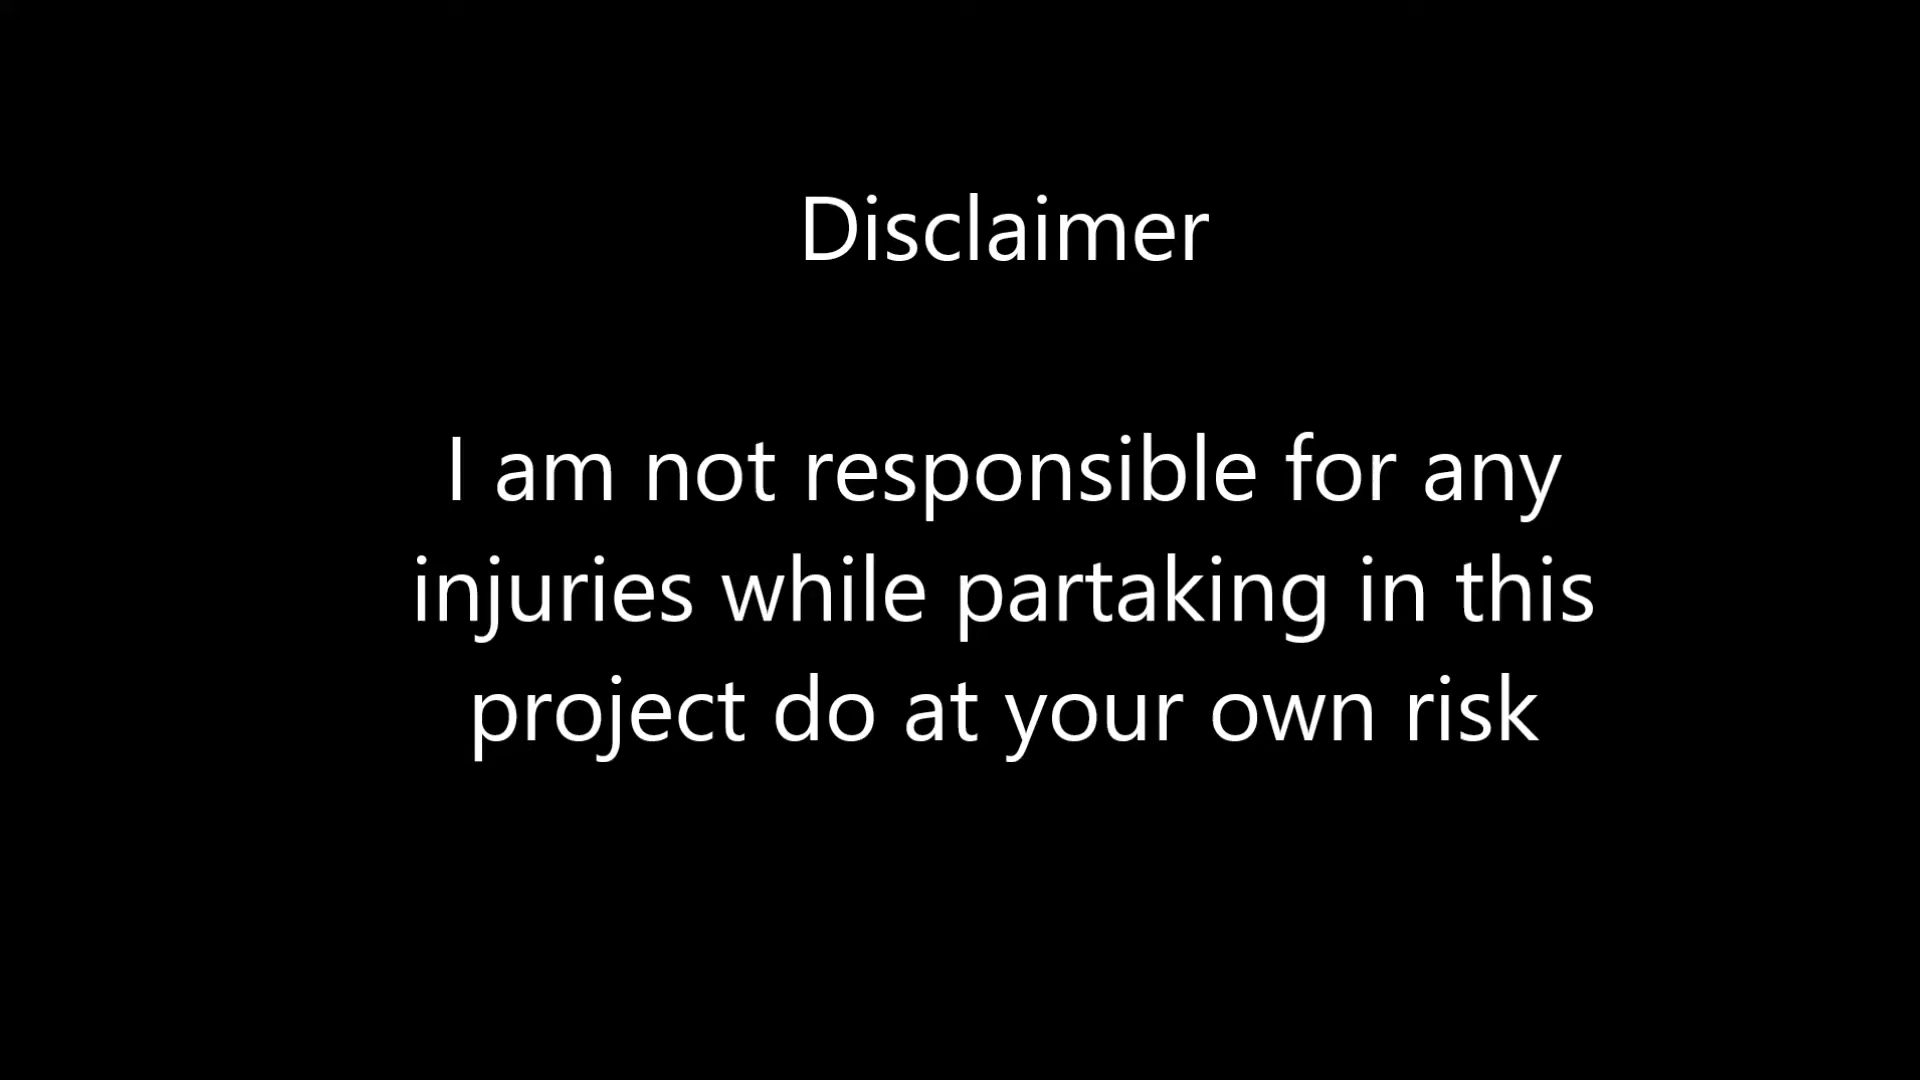 Disclaimer
I am not responsible for any
injuries while partaking in this
project do at your own risk